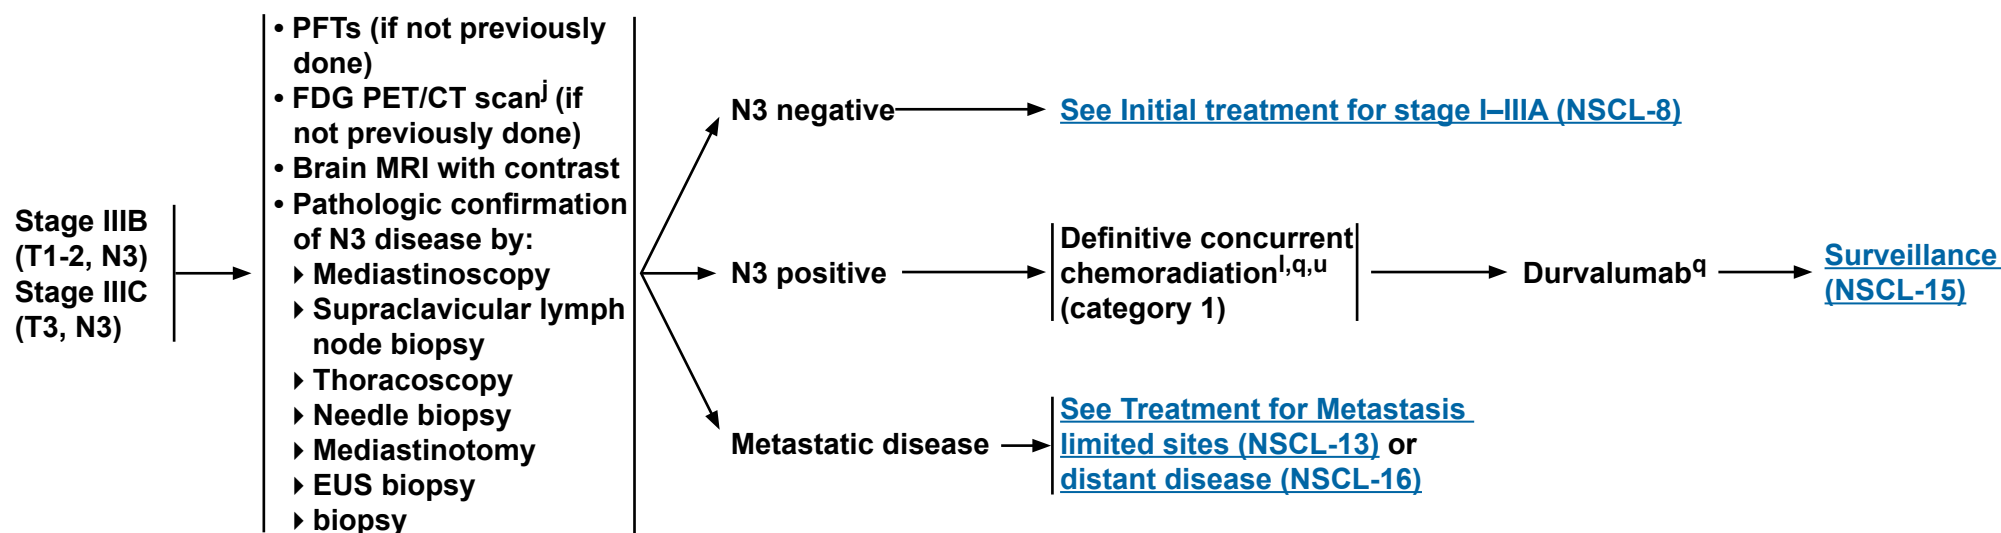 Stage IIIB
(T1-2, N3)
Stage IIIC
(T3, N3)
• PFTs (if not previously
done)
• FDG PET/CT scanj (if
not previously done)
• Brain MRI with contrast
• Pathologic confirmation
of N3 disease by:
▸ Mediastinoscopy
▸ Supraclavicular lymph
node biopsy
▸ Thoracoscopy
▸ Needle biopsy
▸ Mediastinotomy
▸ EUS biopsy
▸ biopsy
N3 negative
See Initial treatment for stage I–IIIA (NSCL-8)
N3 positive
Definitive concurrent
chemoradiationl,q,u
(category 1)
Durvalumabq
Surveillance
(NSCL-15)
Metastatic disease
See Treatment for Metastasis
limited sites (NSCL-13) or
distant disease (NSCL-16)